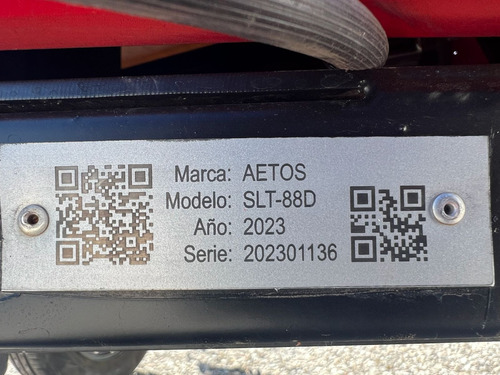 Marca: AETOS
Modelo: SLT-88D
Año: 2023
Serie: 202301136